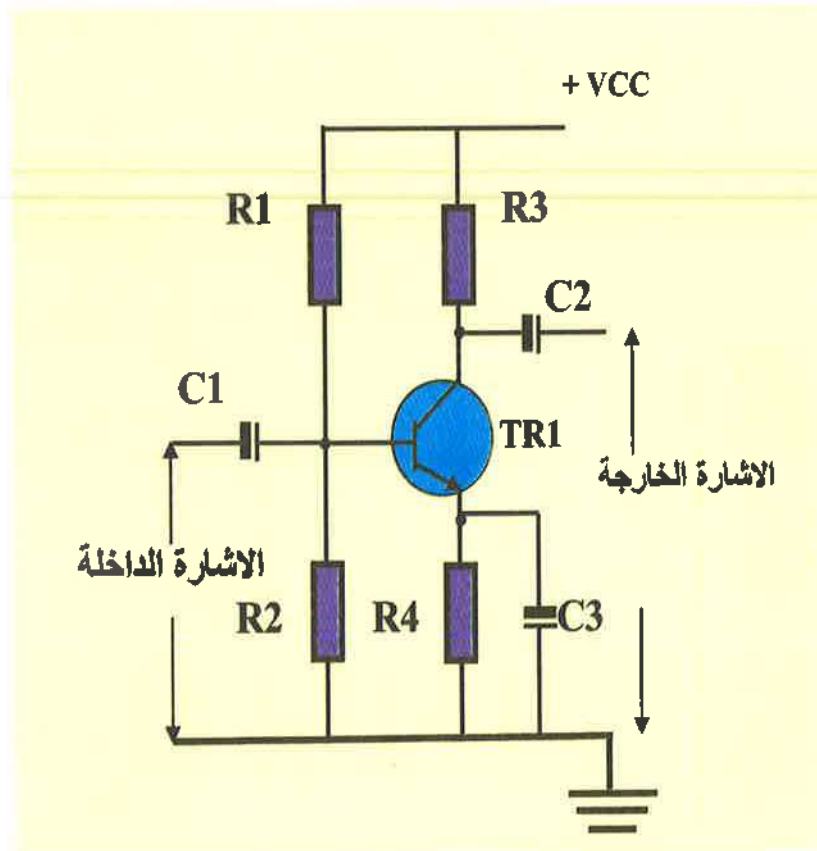 + VCC
R1
R3
C2
C1
TR1
الاشارة الخارجة
الاشارة الداخلة
R2
R4
C3